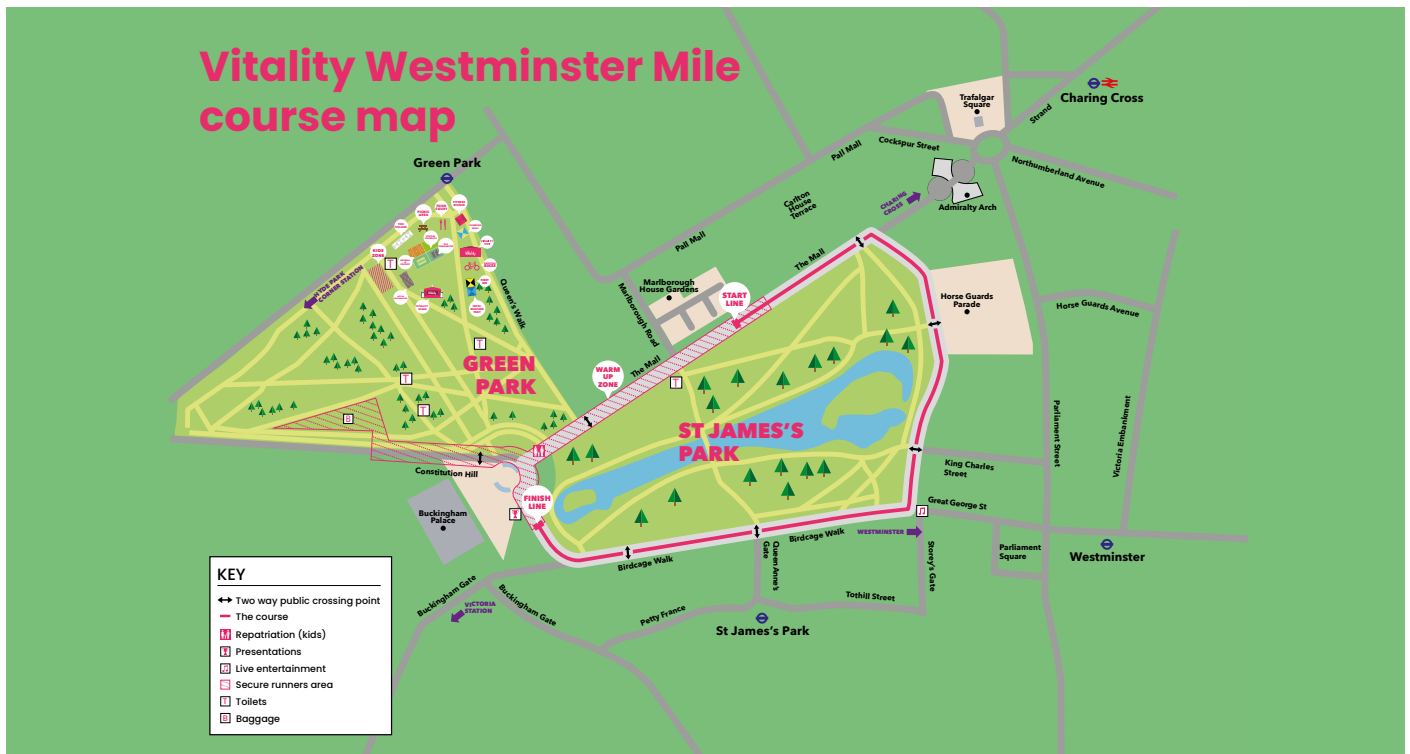 Vitality Westminster Mile
course map
Green Park
Trafalgar
Square
Charing Cross
Strand
Cockspur Street
Pall Mall
Northumberland Avenue
CHARING
CROSS
Admiralty Arch
Carlton
House
Terrace
Pall Mall
The Mall
KIDS
ZONE
HYDE PARK
CORNER STATION
Queen's Walk
Marlborough
House Gardens
Marlborough Road
START
LINE
Horse Guards
Parade
Horse Guards Avenue
GREEN
PARK
WARM
UP
ZONE
The Mall
T
T
T
T
T
B
ST JAMES'S
PARK
Parliament Street
Victoria Embankment
Constitution Hill
King Charles
Street
Buckingham
Palace
FINISH
LINE
Great George St
Birdcage Walk
WESTMINSTER
Birdcage Walk
Queen Anne's
Gate
Storey's Gate
Parliament
Square
Westminster
Buckingham Gate
VICTORIA
STATION
Buckingham Gate
Petty France
Tothill Street
St James's Park
KEY
Two way public crossing point
The course
Repatriation (kids)
Presentations
Live entertainment
Secure runners area
T Toilets
B Baggage